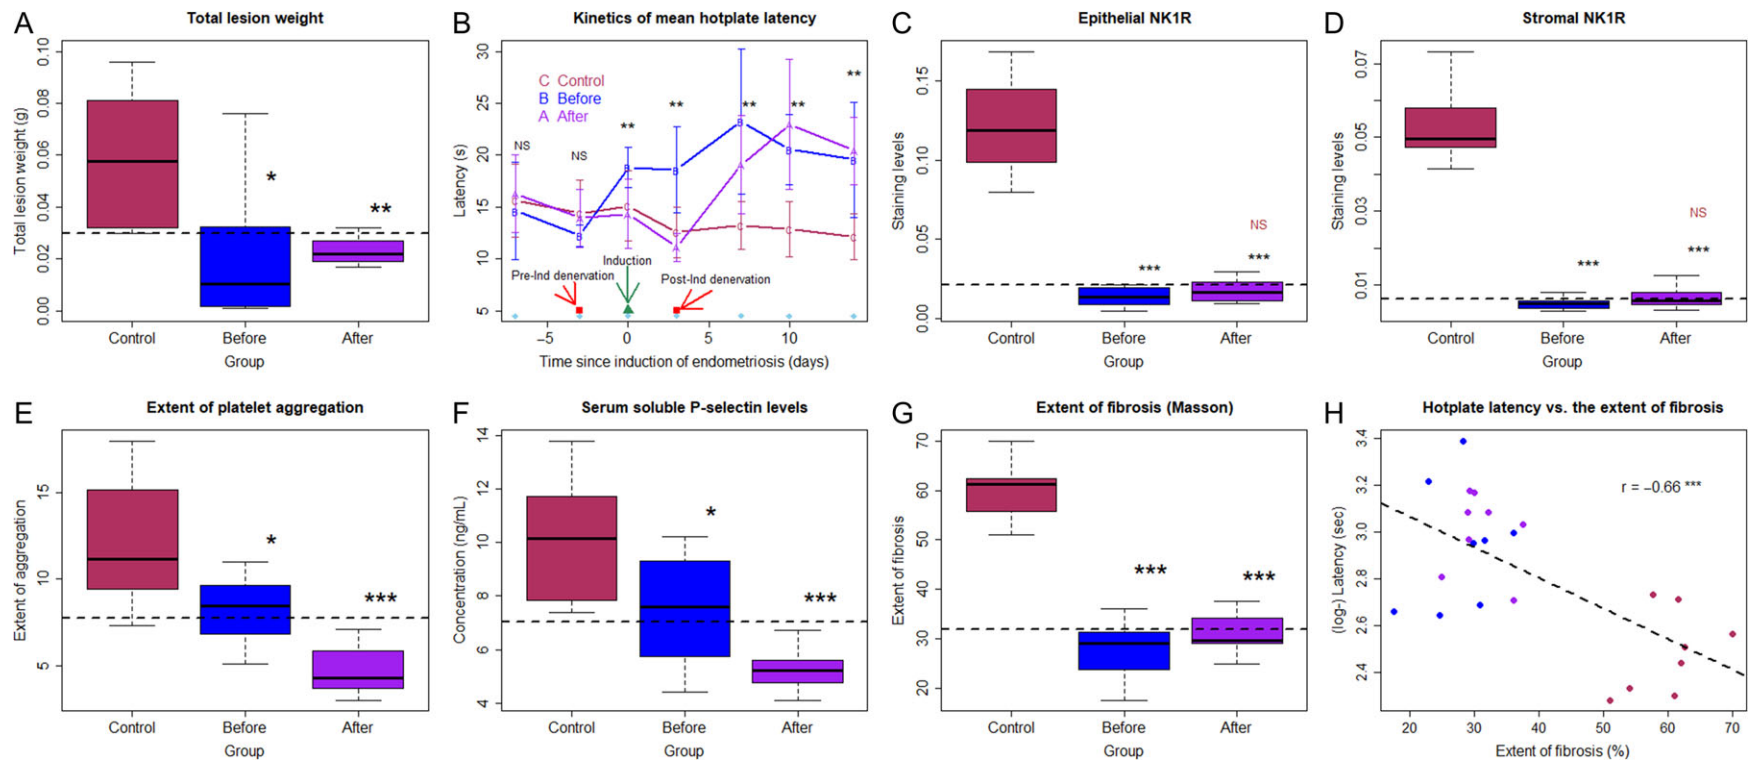 A Total lesion weight
Total lesion weight (g)
0.10
0.08
0.06
0.04
0.02
0.00
*
**
Control Before After
Group
B Kinetics of mean hotplate latency
Latency (s)
30
25
20
15
10
5
C Control
B Before
A After
NS NS ** ** ** ** **
Pre-Ind denervation
Induction
Post-Ind denervation
−5 0 5 10
Time since induction of endometriosis (days)
C Epithelial NK1R
Staining levels
0.15
0.10
0.05
0.00
NS
*** ***
Control Before After
Group
D Stromal NK1R
Staining levels
0.07
0.05
0.03
0.01
NS
*** ***
Control Before After
Group
E Extent of platelet aggregation
Extent of aggregation
15
10
5
*
***
Control Before After
Group
F Serum soluble P-selectin levels
Concentration (ng/mL)
14
12
10
8
6
4
*
***
Control Before After
Group
G Extent of fibrosis (Masson)
Extent of fibrosis
70
60
50
40
30
20
*** ***
Control Before After
Group
H Hotplate latency vs. the extent of fibrosis
(log-) Latency (sec)
3.4
3.2
3.0
2.8
2.6
2.4
r = −0.66 ***
20 30 40 50 60 70
Extent of fibrosis (%)